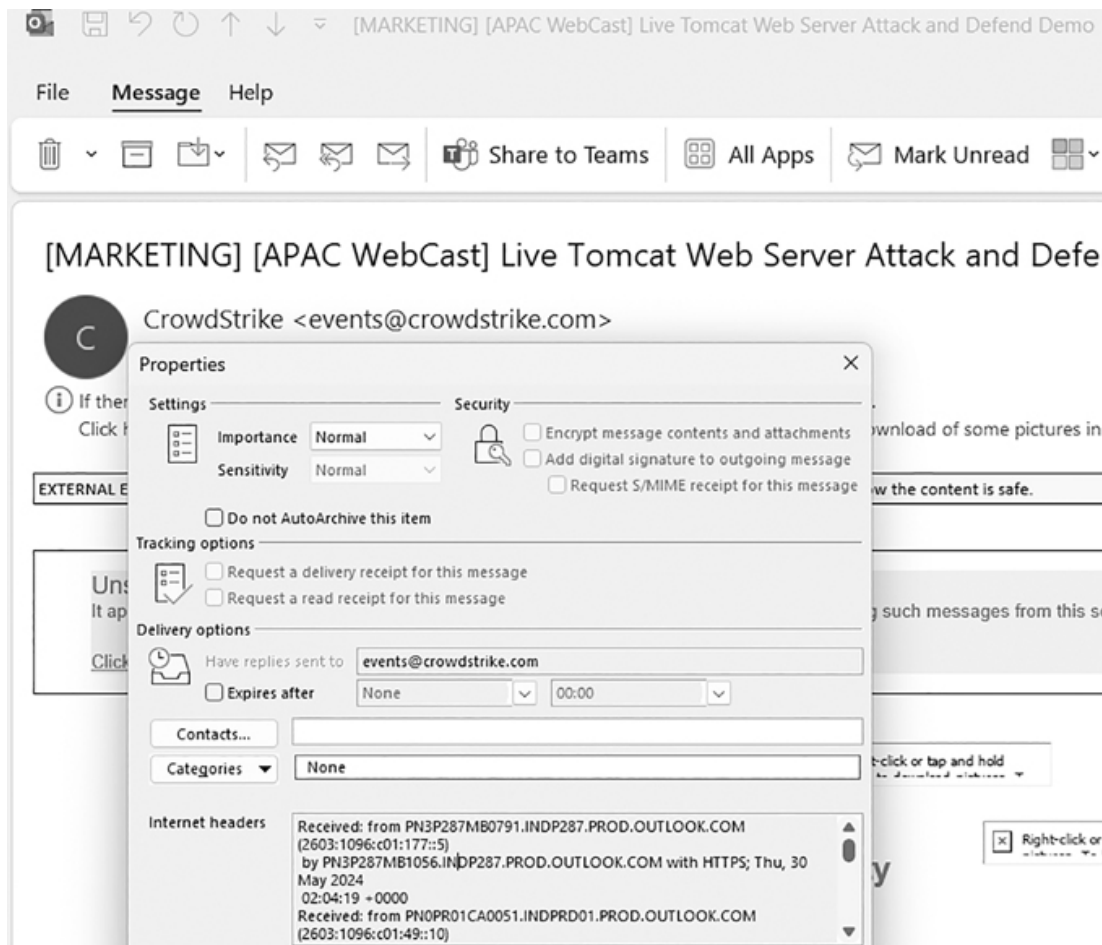 [MARKETING] [APAC WebCast] Live Tomcat Web Server Attack and Defend Demo
File Message Help
Share to Teams All Apps Mark Unread
[MARKETING] [APAC WebCast] Live Tomcat Web Server Attack and Defe
C CrowdStrike <events@crowdstrike.com>
Properties
If ther
Settings Security
Click
Importance Normal Encrypt message contents and attachments
ownload of some pictures in
Sensitivity Normal Add digital signature to outgoing message
Request S/MIME receipt for this message
EXTERNAL E w the content is safe.
Do not AutoArchive this item
Tracking options
Request a delivery receipt for this message
Uns
Request a read receipt for this message
It ap g such messages from this s
Delivery options
Click Have replies sent to events@crowdstrike.com
Expires after None 00:00
Contacts...
Categories None
t-click or tap and hold
Internet headers
Received: from PN3P287MB0791.INDP287.PROD.OUTLOOK.COM
(2603:1096:c01:177::5)
by PN3P287MB1056.INDP287.PROD.OUTLOOK.COM with HTTPS; Thu, 30
May 2024
02:04:19 +0000
Received: from PN0PR01CA0051.INDPRD01.PROD.OUTLOOK.COM
(2603:1096:c01:49::10)
Right-click or
y